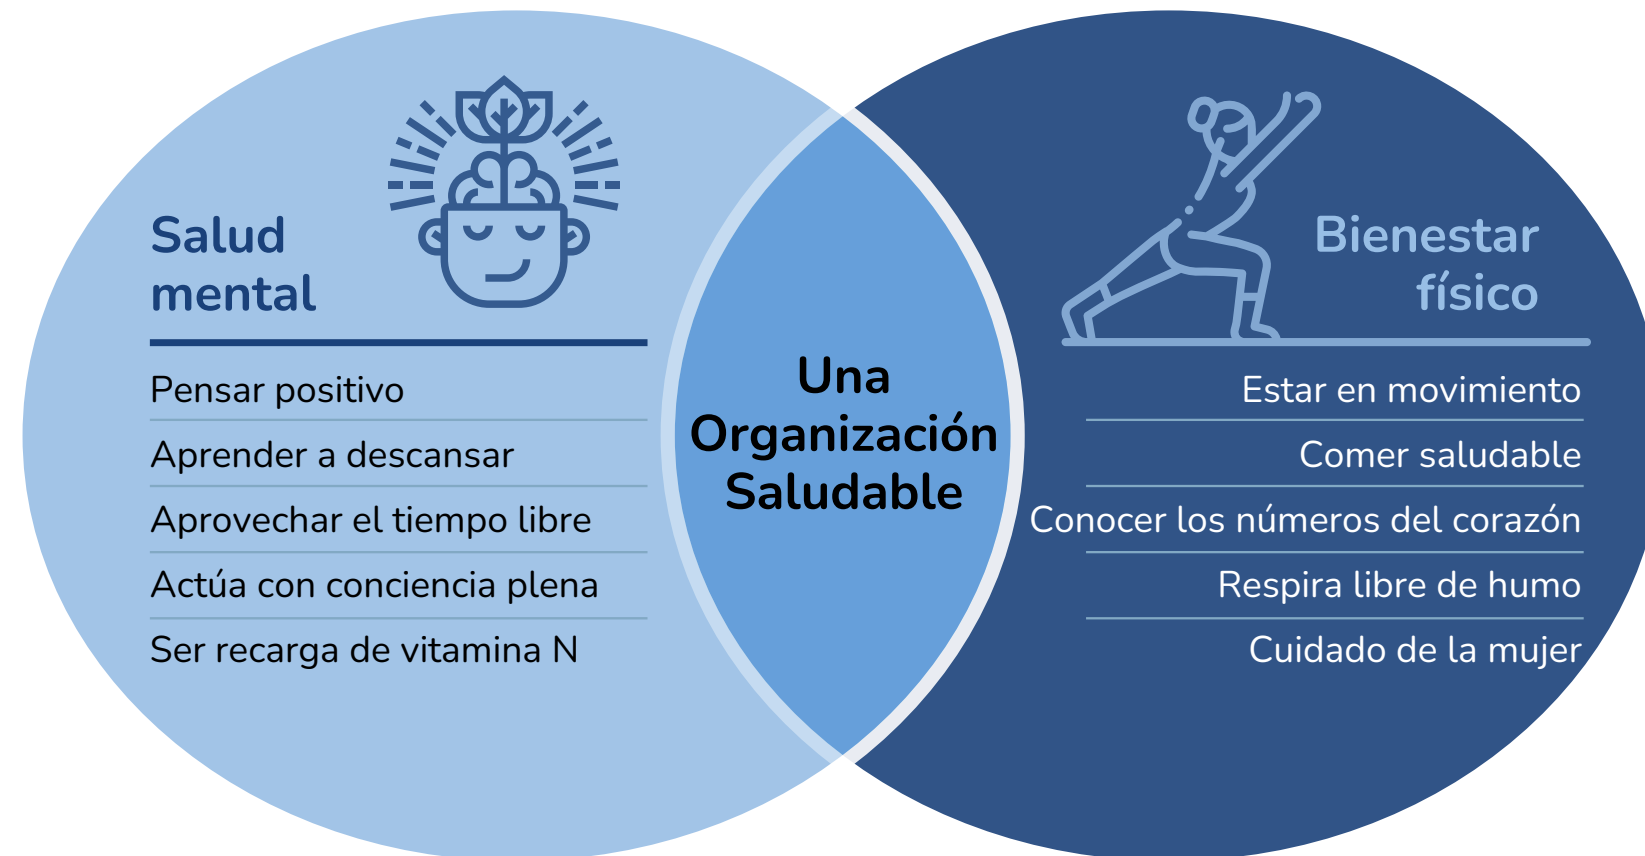 Salud
mental
Pensar positivo
Aprender a descansar
Aprovechar el tiempo libre
Actúa con conciencia plena
Ser recarga de vitamina N
Una
Organización
Saludable
Bienestar
físico
Estar en movimiento
Comer saludable
Conocer los números del corazón
Respira libre de humo
Cuidado de la mujer